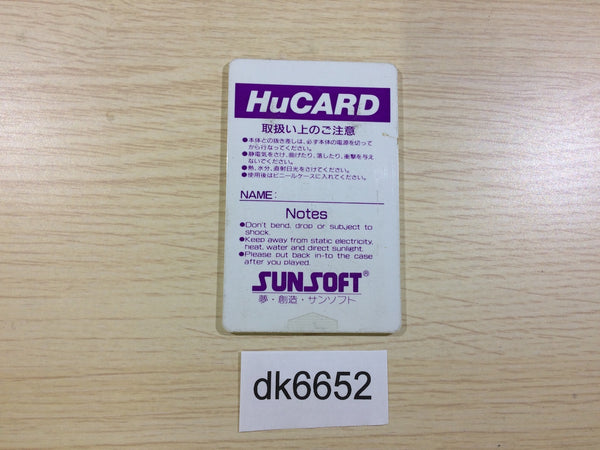 HuCARD
取扱い上のご注意
●本体との抜き差しは、必ず本体の電源を切って
から行なってください。
●静電気をさけ、曲げたり、落したり、衝撃を与え
ないでください。
●熱、水分、直射日光をさけてください。
●使用後はビニールケースに入れてください。
NAME:
Notes
●Don't bend, drop or subject to
shock.
●Keep away from static electricity,
heat, water and direct sunlight.
●Please put back in-to the case
after you played.
SUNSOFT®
夢・創造・サンソフト
dk6652